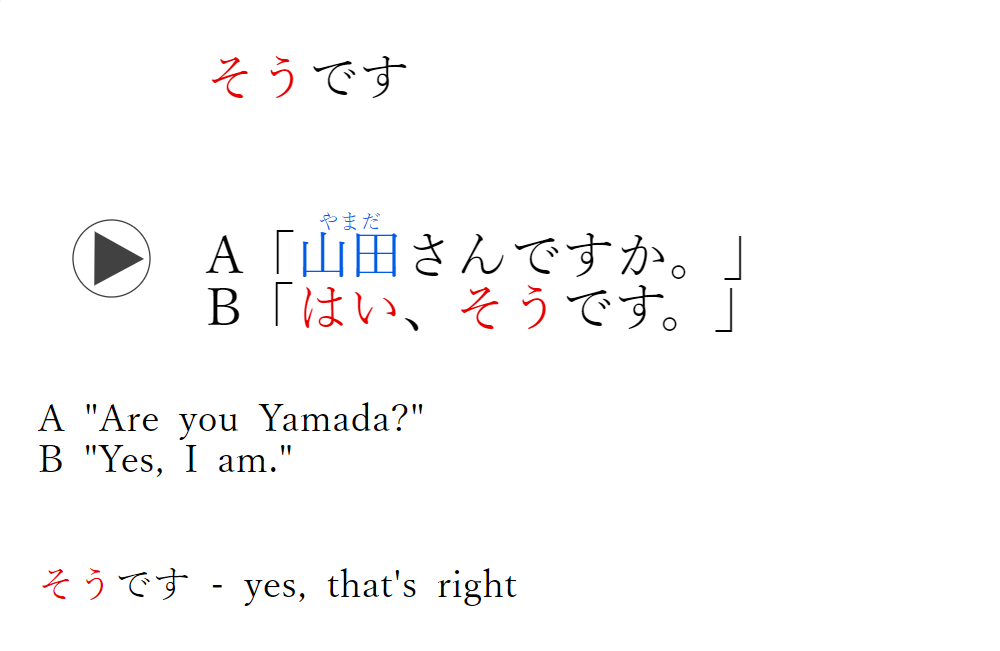 そうです
やまだ
A「山田さんですか。」
B「はい、そうです。」
A "Are you Yamada?"
B "Yes, I am."
そうです - yes, that's right